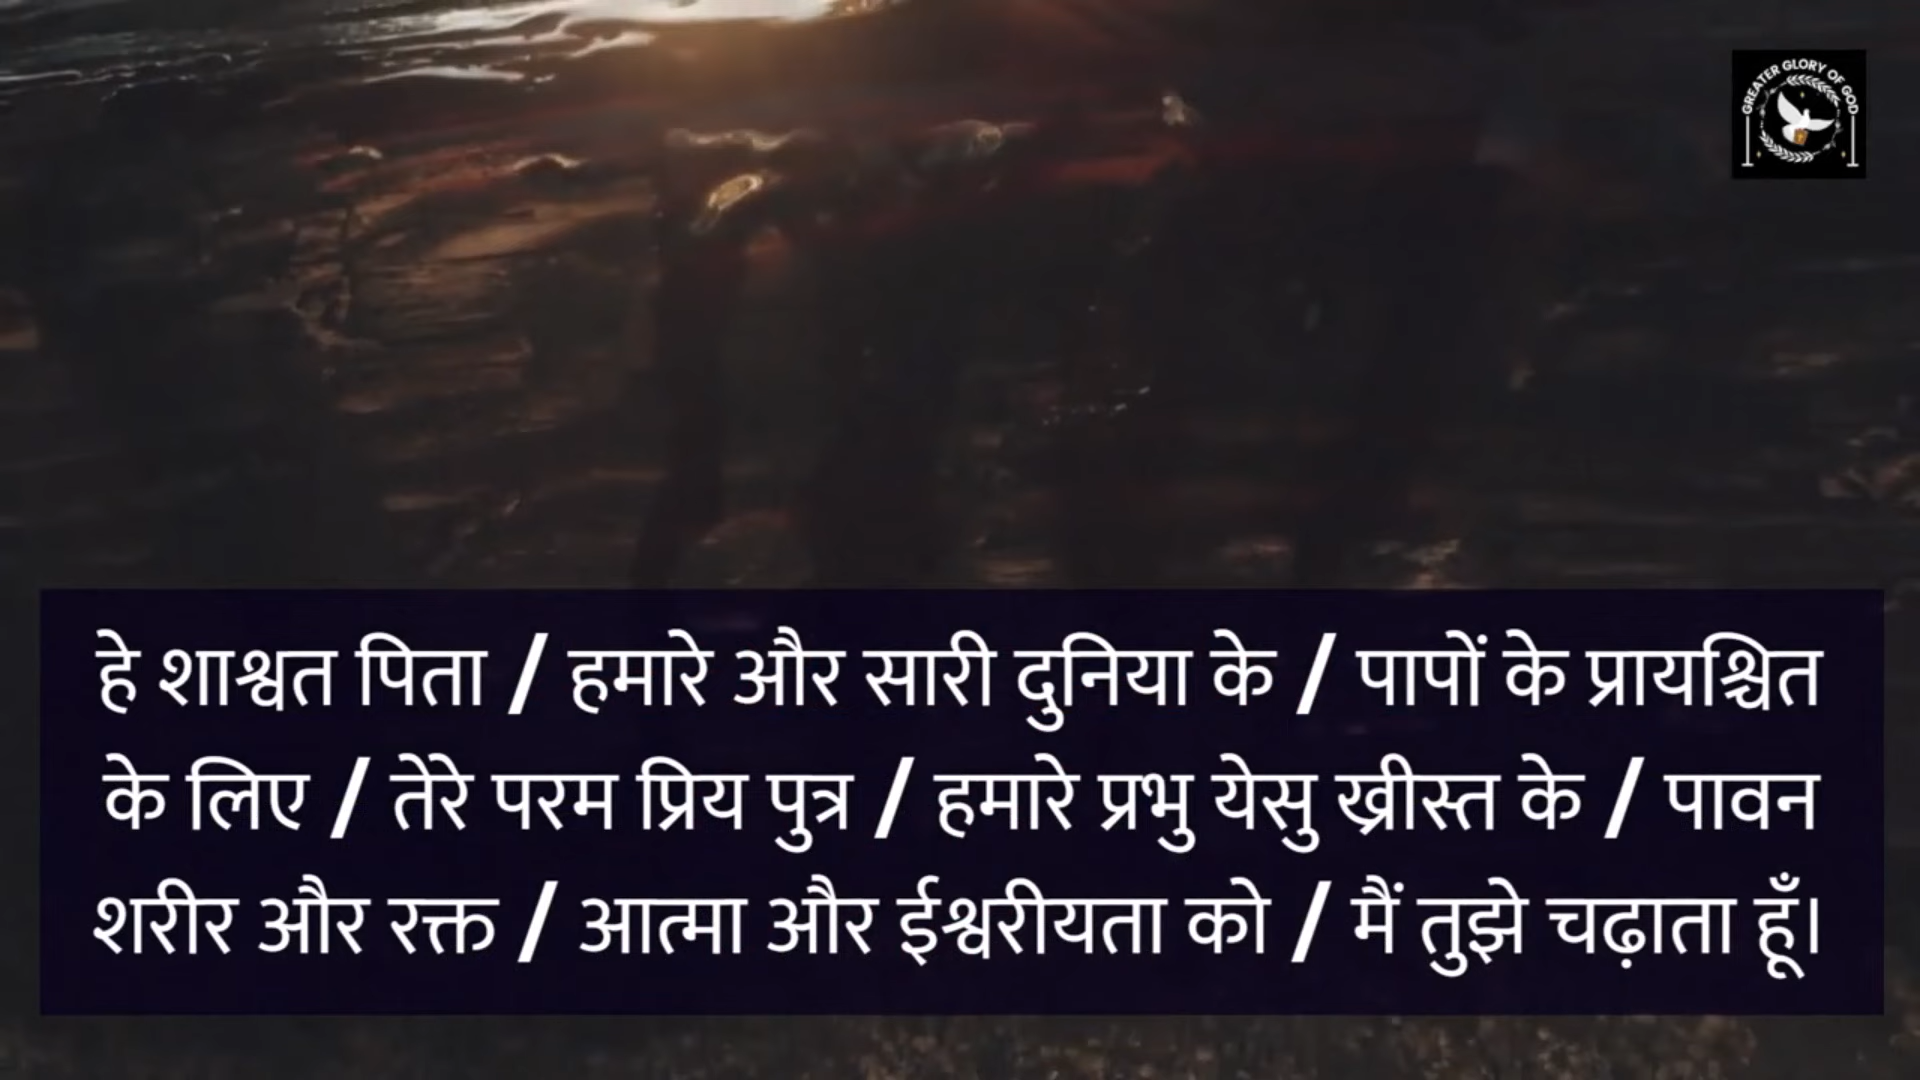 GREATER GLORY OF GOD
हे शाश्वत पिता / हमारे और सारी दुनिया के / पापों के प्रायश्चित
के लिए / तेरे परम प्रिय पुत्र / हमारे प्रभु येसु ख्रीस्त के / पावन
शरीर और रक्त / आत्मा और ईश्वरीयता को / मैं तुझे चढ़ाता हूँ।